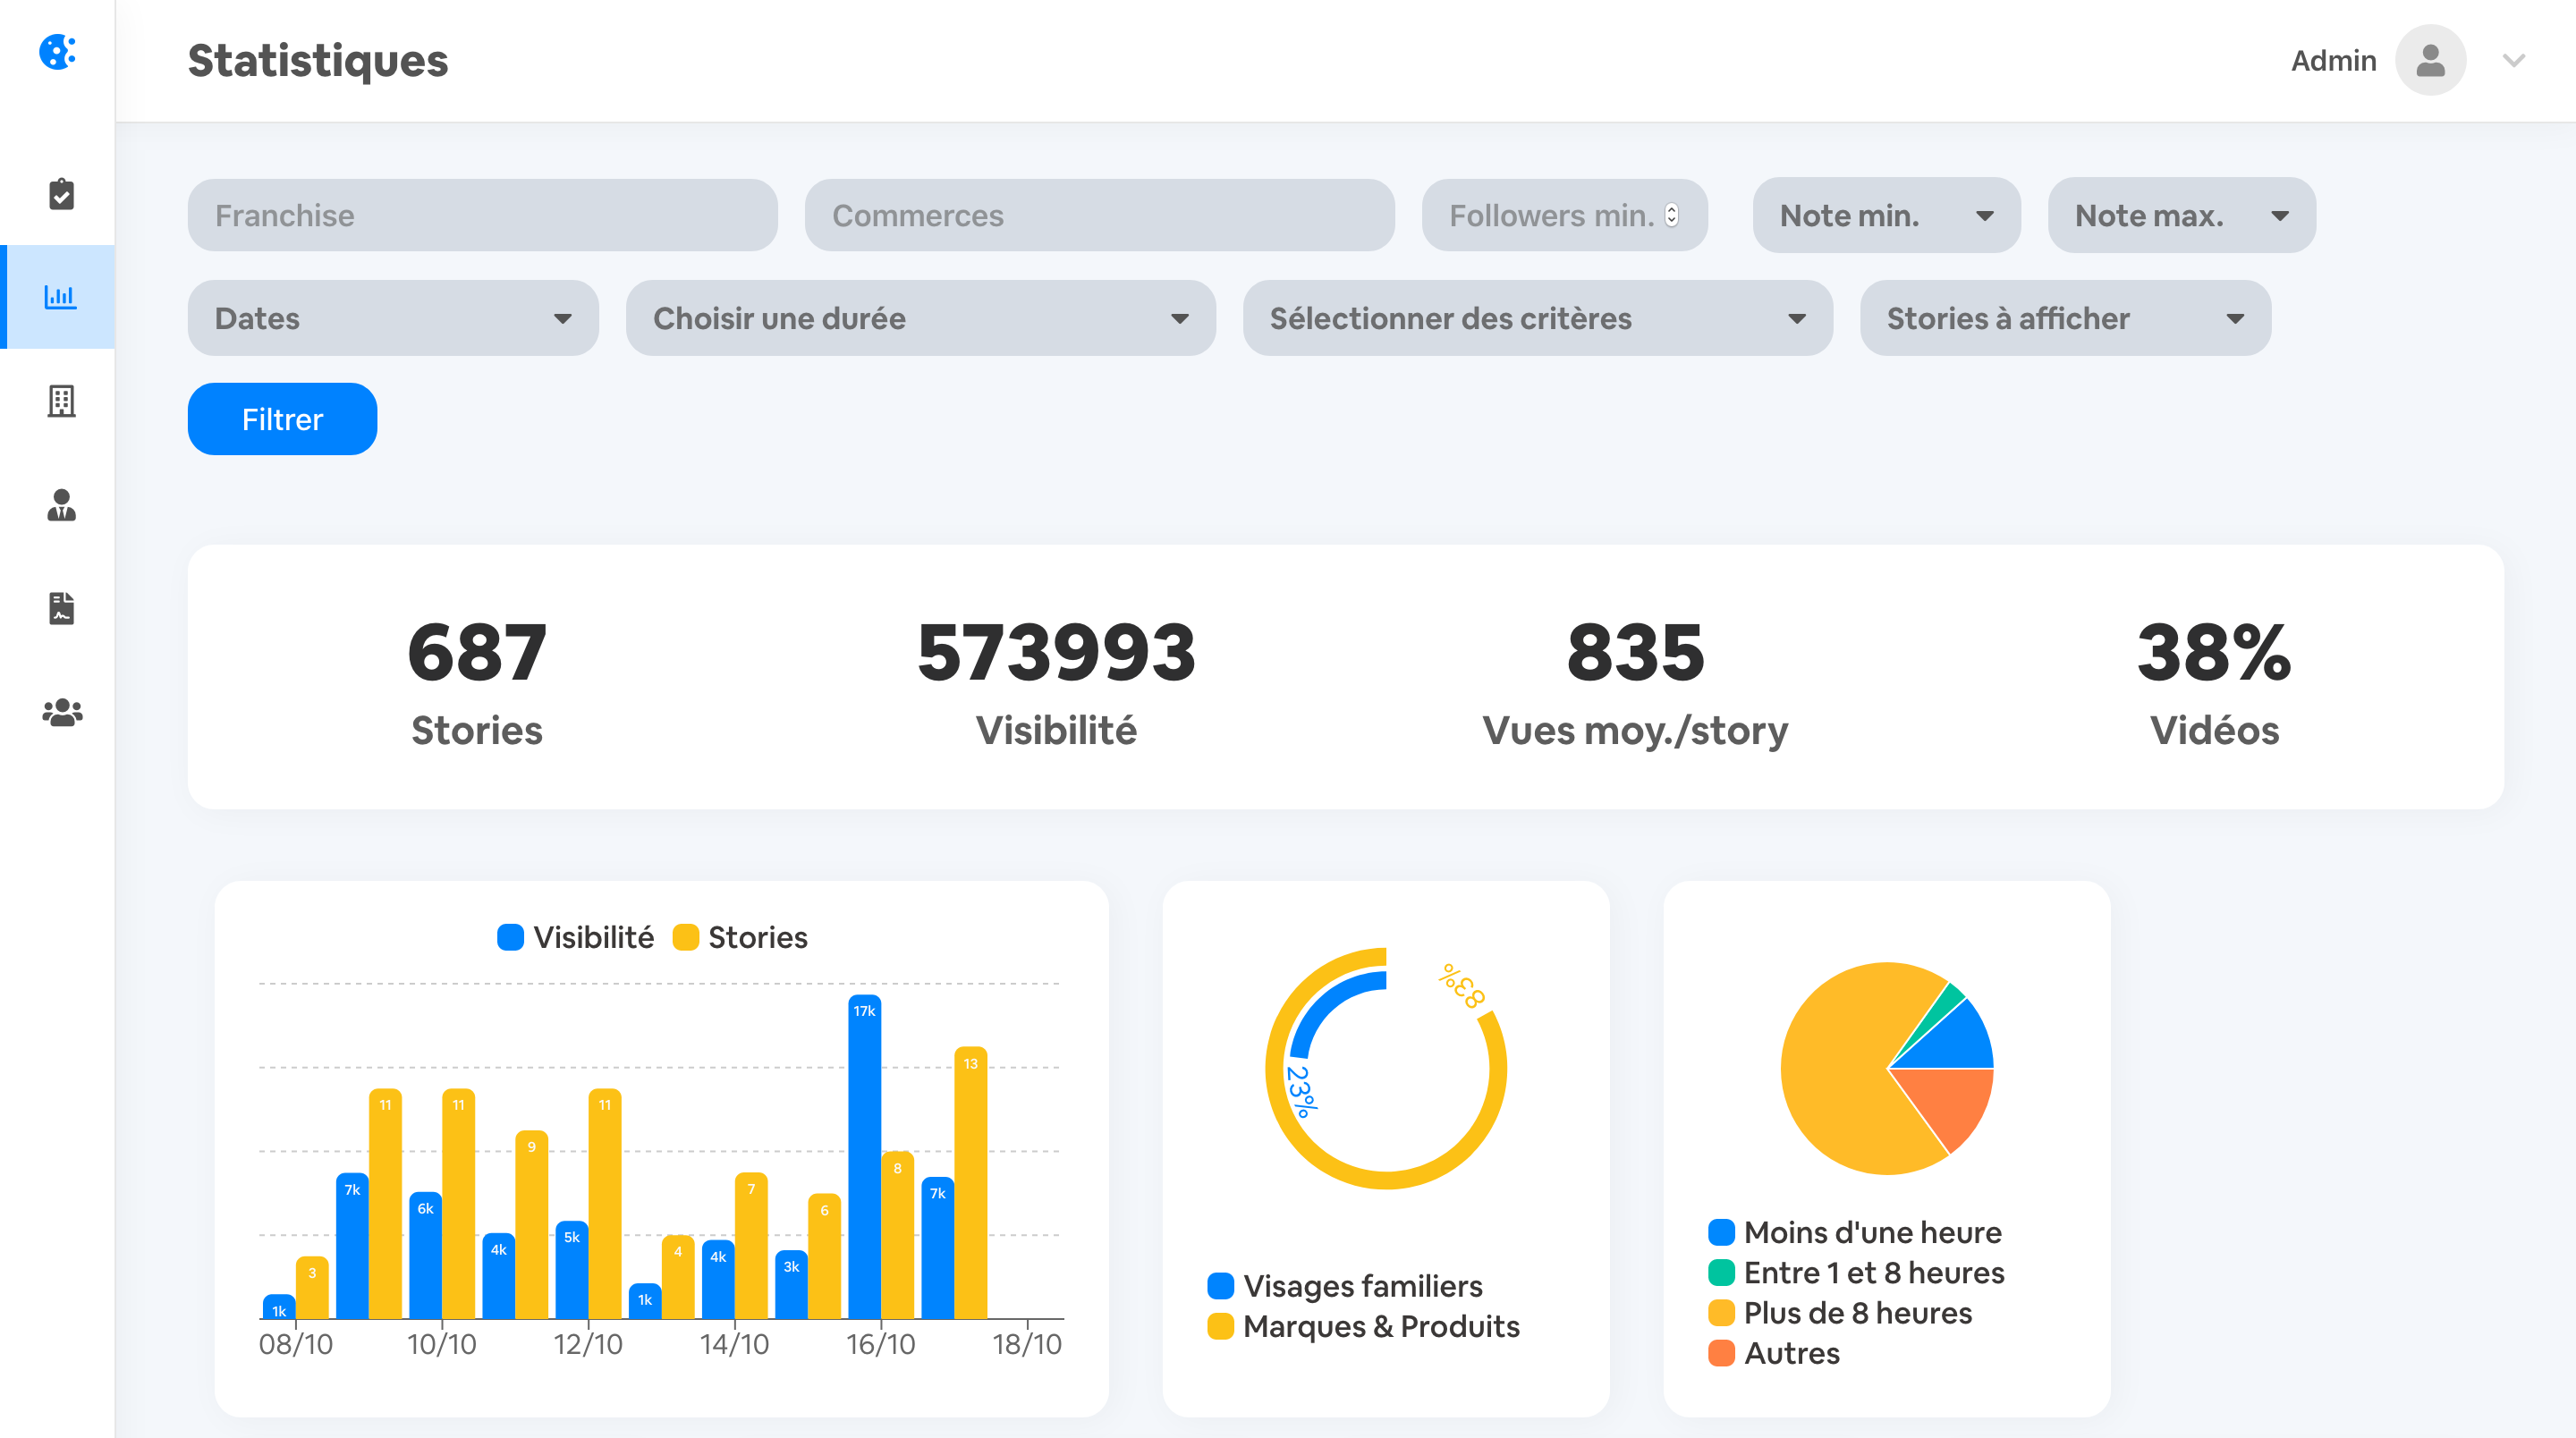 Statistiques
Admin
Franchise
Commerces
Followers min.
Note min.
Note max.
Dates
Choisir une durée
Sélectionner des critères
Stories à afficher
Filtrer
687
Stories
573993
Visibilité
835
Vues moy./story
38%
Vidéos
Visibilité
Stories
1k
3
7k
11
6k
11
4k
9
5k
11
1k
4
4k
7
3k
6
17k
8
7k
13
08/10
10/10
12/10
14/10
16/10
18/10
83%
23%
Visages familiers
Marques & Produits
Moins d'une heure
Entre 1 et 8 heures
Plus de 8 heures
Autres